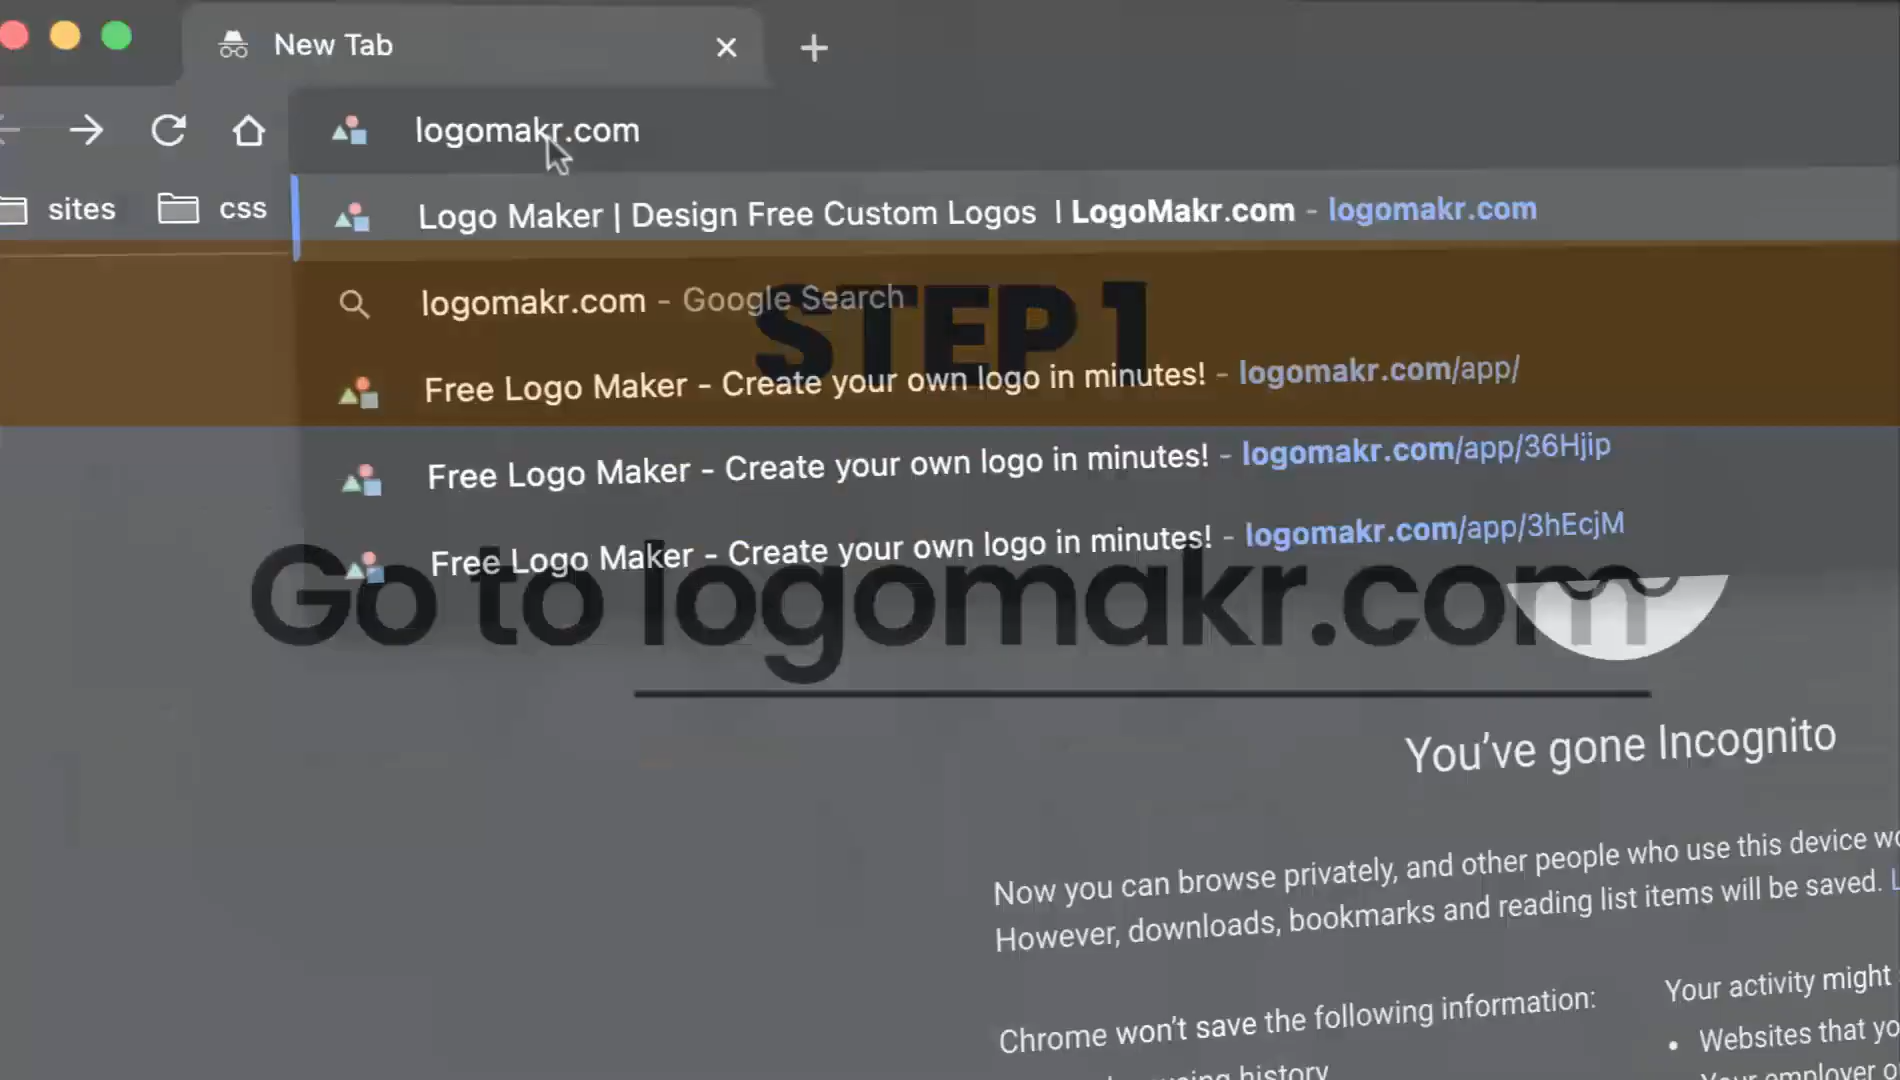 New Tab
logomakr.com
sites css
Logo Maker | Design Free Custom Logos | LogoMakr.com - logomakr.com
logomakr.com - Google Search
STEP 1
Free Logo Maker - Create your own logo in minutes! - logomakr.com/app/
Free Logo Maker - Create your own logo in minutes! - logomakr.com/app/36Hjip
Free Logo Maker - Create your own logo in minutes! - logomakr.com/app/3hEcjM
Go to logomakr.com
You've gone Incognito
Now you can browse privately, and other people who use this device
However, downloads, bookmarks and reading list items will be saved.
Chrome won't save the following information:
history
Your activity might
• Websites that
employer